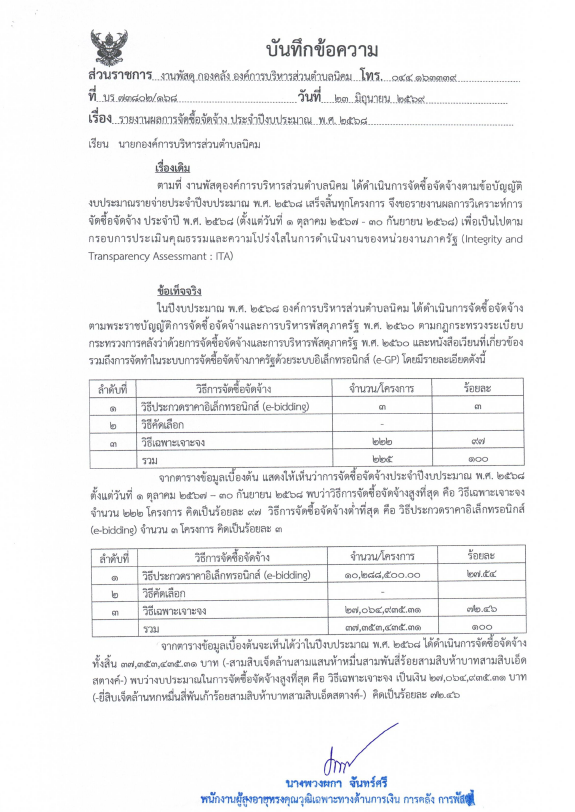 บันทึกข้อความ
ส่วนราชการ งานพัสดุ กองคลัง องค์การบริหารส่วนตำบลนิคม โทร. ๐๔๔ ๑๖๓๓๓๙
ที่ บร ๗๓๘๐๒/๑๖๘ วันที่ ๒๓ มิถุนายน ๒๕๖๙
เรื่อง รายงานผลการจัดซื้อจัดจ้าง ประจำปีงบประมาณ พ.ศ. ๒๕๖๘
เรียน นายกองค์การบริหารส่วนตำบลนิคม
เรื่องเดิม
ตามที่ งานพัสดุองค์การบริหารส่วนตำบลนิคม ได้ดำเนินการจัดซื้อจัดจ้างตามข้อบัญญัติ
งบประมาณรายจ่ายประจำปีงบประมาณ พ.ศ. ๒๕๖๘ เสร็จสิ้นทุกโครงการ จึงขอรายงานผลการวิเคราะห์การ
จัดซื้อจัดจ้าง ประจำปี พ.ศ. ๒๕๖๘ (ตั้งแต่วันที่ ๑ ตุลาคม ๒๕๖๗ - ๓๐ กันยายน ๒๕๖๘) เพื่อเป็นไปตาม
กรอบการประเมินคุณธรรมและความโปร่งใสในการดำเนินงานของหน่วยงานภาครัฐ (Integrity and
Transparency Assessmant : ITA)
ข้อเท็จจริง
ในปีงบประมาณ พ.ศ. ๒๕๖๘ องค์การบริหารส่วนตำบลนิคม ได้ดำเนินการจัดซื้อจัดจ้าง
ตามพระราชบัญญัติการจัดซื้อจัดจ้างและการบริหารพัสดุภาครัฐ พ.ศ. ๒๕๖๐ ตามกฎกระทรวงระเบียบ
กระทรวงการคลังว่าด้วยการจัดซื้อจัดจ้างและการบริหารพัสดุภาครัฐ พ.ศ. ๒๕๖๐ และหนังสือเวียนที่เกี่ยวข้อง
รวมถึงการจัดทำในระบบการจัดซื้อจัดจ้างภาครัฐด้วยระบบอิเล็กทรอนิกส์ (e-GP) โดยมีรายละเอียดดังนี้
ลำดับที่ วิธีการจัดซื้อจัดจ้าง จำนวน/โครงการ ร้อยละ
๑ วิธีประกวดราคาอิเล็กทรอนิกส์ (e-bidding) ๓ ๓
๒ วิธีคัดเลือก -
๓ วิธีเฉพาะเจาะจง ๒๒๒ ๙๗
รวม ๒๒๕ ๑๐๐
จากตารางข้อมูลเบื้องต้น แสดงให้เห็นว่าการจัดซื้อจัดจ้างประจำปีงบประมาณ พ.ศ. ๒๕๖๘
ตั้งแต่วันที่ ๑ ตุลาคม ๒๕๖๗ – ๓๐ กันยายน ๒๕๖๘ พบว่าวิธีการจัดซื้อจัดจ้างสูงที่สุด คือ วิธีเฉพาะเจาะจง
จำนวน ๒๒๒ โครงการ คิดเป็นร้อยละ ๙๗ วิธีการจัดซื้อจัดจ้างต่ำที่สุด คือ วิธีประกวดราคาอิเล็กทรอนิกส์
(e-bidding) จำนวน ๓ โครงการ คิดเป็นร้อยละ ๓
ลำดับที่ วิธีการจัดซื้อจัดจ้าง จำนวน/โครงการ ร้อยละ
๑ วิธีประกวดราคาอิเล็กทรอนิกส์ (e-bidding) ๑๐,๒๘๘,๕๐๐.๐๐ ๒๗.๕๔
๒ วิธีคัดเลือก -
๓ วิธีเฉพาะเจาะจง ๒๗,๐๖๔,๙๓๕.๓๑ ๗๒.๔๖
รวม ๓๗,๓๕๓,๔๓๕.๓๑ ๑๐๐
จากตารางข้อมูลเบื้องต้นจะเห็นได้ว่าในปีงบประมาณ พ.ศ. ๒๕๖๘ ได้ดำเนินการจัดซื้อจัดจ้าง
ทั้งสิ้น ๓๗,๓๕๓,๔๓๕.๓๑ บาท (-สามสิบเจ็ดล้านสามแสนห้าหมื่นสามพันสี่ร้อยสามสิบห้าบาทสามสิบเอ็ด
สตางค์-) พบว่างบประมาณในการจัดซื้อจัดจ้างสูงที่สุด คือ วิธีเฉพาะเจาะจง เป็นเงิน ๒๗,๐๖๔,๙๓๕.๓๑ บาท
(-ยี่สิบเจ็ดล้านหกหมื่นสี่พันเก้าร้อยสามสิบห้าบาทสามสิบเอ็ดสตางค์-) คิดเป็นร้อยละ ๗๒.๔๖
นางพวงผกา จันทร์ศรี
พนักงานผู้สูงอายุทรงคุณวุฒิเฉพาะทางด้านการเงิน การคลัง การพัสดุ